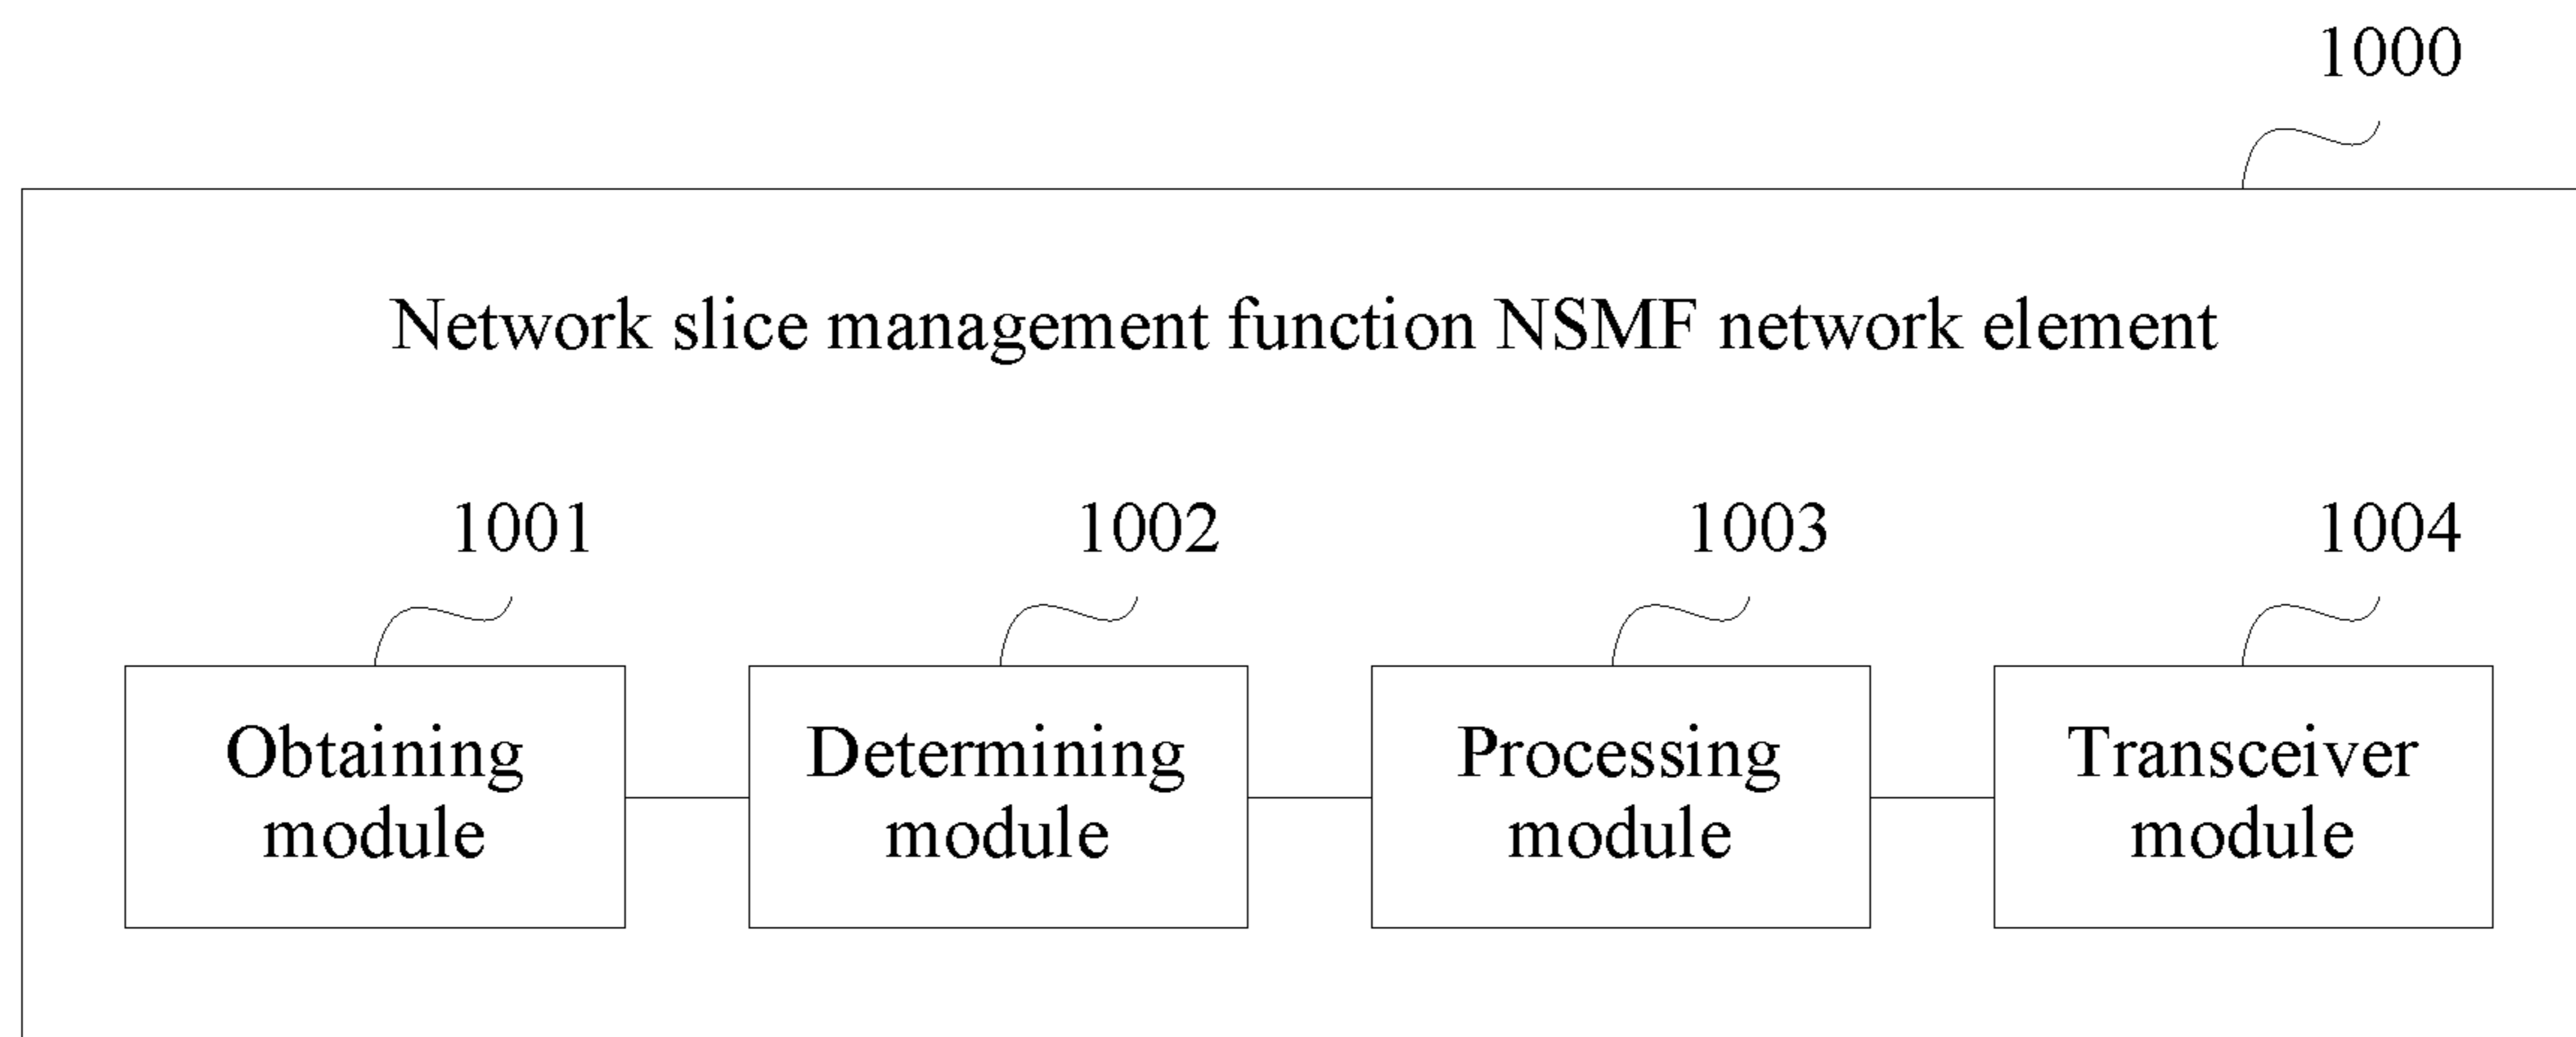 1000
Network slice management function NSMF network element
1001
1002
1003
1004
Obtaining
module
Determining
module
Processing
module
Transceiver
module